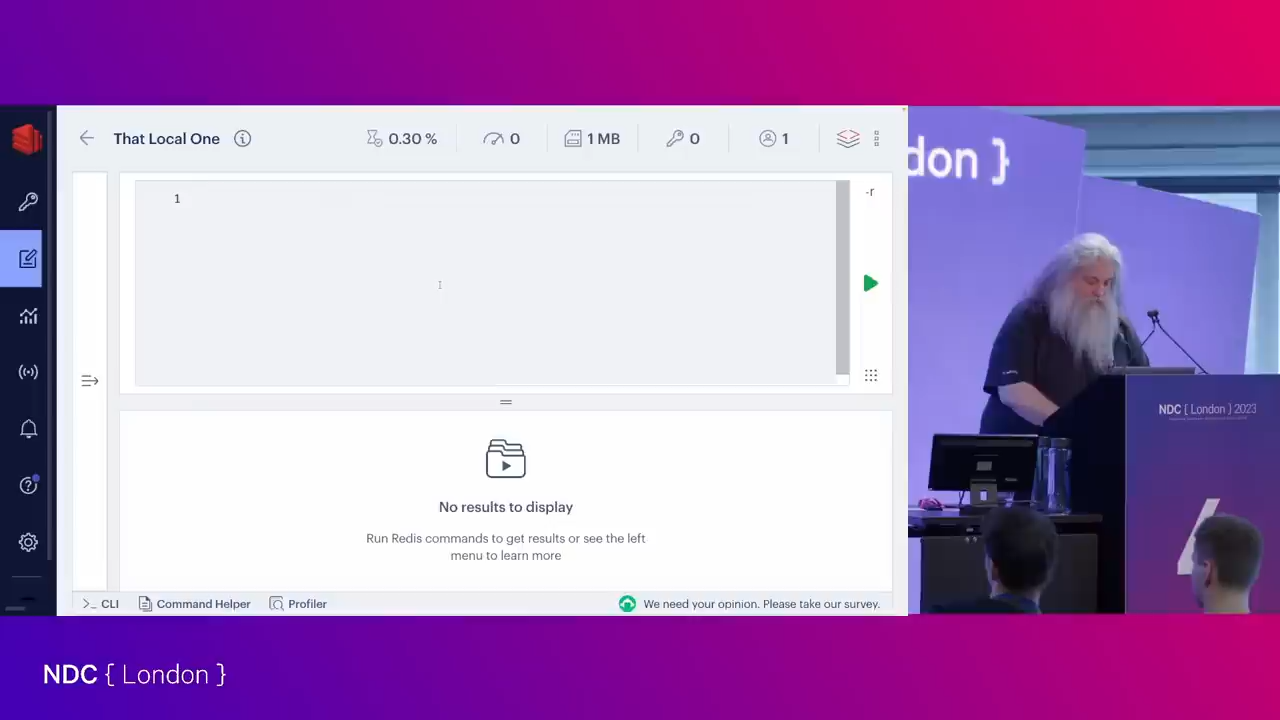 That Local One
0.30 %
0
1 MB
0
1
1
-r
No results to display
Run Redis commands to get results or see the left
menu to learn more
>_ CLI
Command Helper
Profiler
We need your opinion. Please take our survey.
don }
NDC { London } 2023
NDC { London }